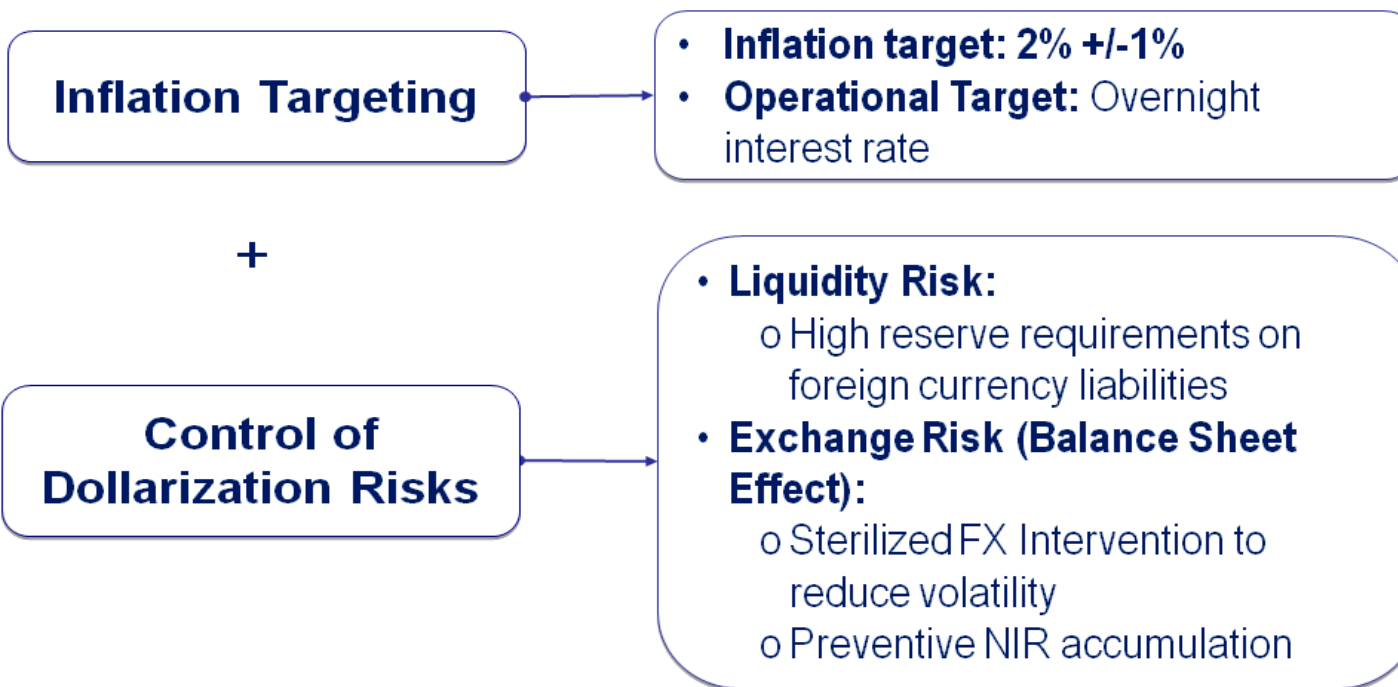 Inflation Targeting
• Inflation target: 2% +/-1%
• Operational Target: Overnight
interest rate
+
Control of
Dollarization Risks
• Liquidity Risk:
o High reserve requirements on
foreign currency liabilities
• Exchange Risk (Balance Sheet
Effect):
o Sterilized FX Intervention to
reduce volatility
o Preventive NIR accumulation